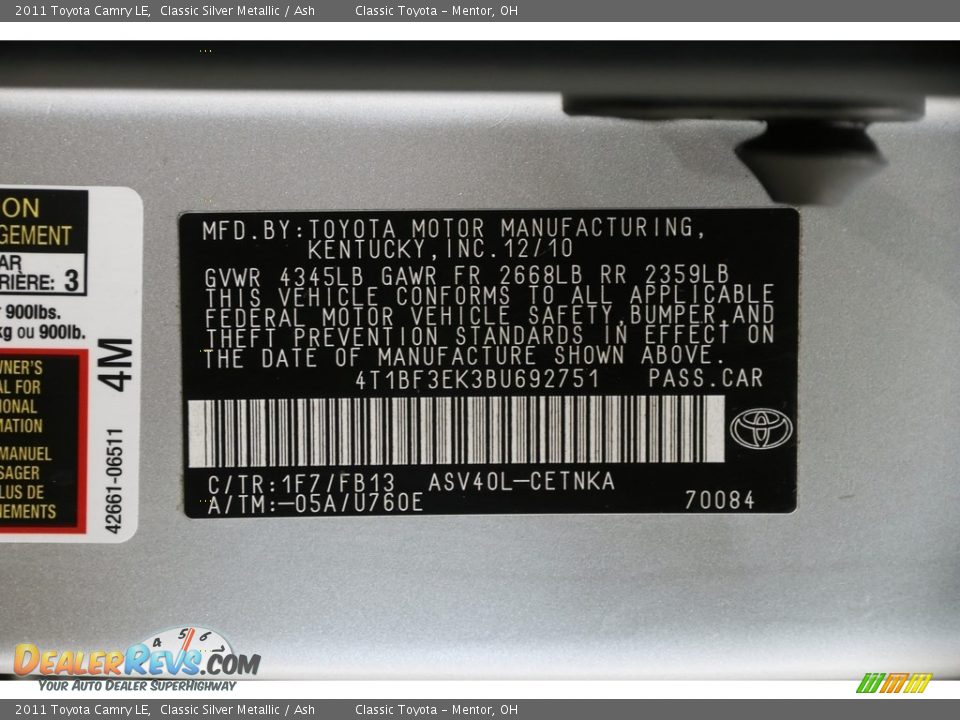 2011 Toyota Camry LE, Classic Silver Metallic / Ash Classic Toyota – Mentor, OH
ON
GEMENT
AR
RIÈRE: 3
900lbs.
kg ou 900lb.
WNER'S
AL FOR
IONAL
MATION
MANUEL
SAGER
LUS DE
NEMENTS
4M
42661-06511
MFD.BY:TOYOTA MOTOR MANUFACTURING,
KENTUCKY,INC.12/10
GVWR 4345LB GAWR FR 2668LB RR 2359LB
THIS VEHICLE CONFORMS TO ALL APPLICABLE
FEDERAL MOTOR VEHICLE SAFETY,BUMPER,AND
THEFT PREVENTION STANDARDS IN EFFECT ON
THE DATE OF MANUFACTURE SHOWN ABOVE.
4T1BF3EK3BU692751 PASS.CAR
C/TR:1F7/FB13 ASV40L-CETNKA
A/TM:-05A/U760E 70084
4 5 6 7
DEALERREVS.COM
YOUR AUTO DEALER SUPERHIGHWAY
2011 Toyota Camry LE, Classic Silver Metallic / Ash Classic Toyota – Mentor, OH